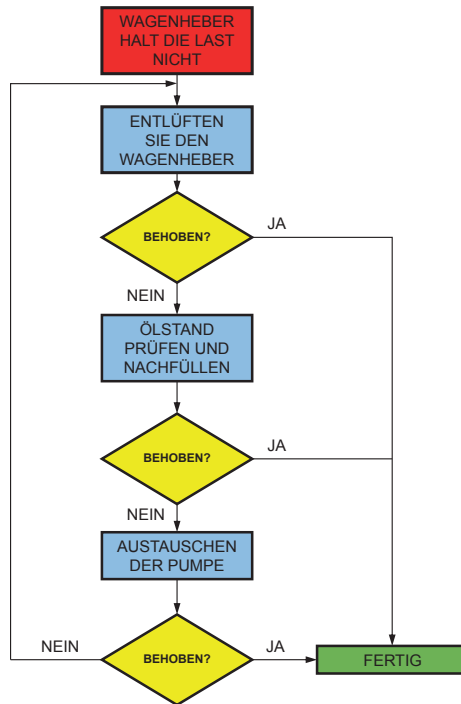 WAGENHEBER
HALT DIE LAST
NICHT
ENTLÜFTEN
SIE DEN
WAGENHEBER
BEHOBEN?
JA
NEIN
ÖLSTAND
PRÜFEN UND
NACHFÜLLEN
BEHOBEN?
JA
NEIN
AUSTAUSCHEN
DER PUMPE
NEIN
BEHOBEN?
JA
FERTIG